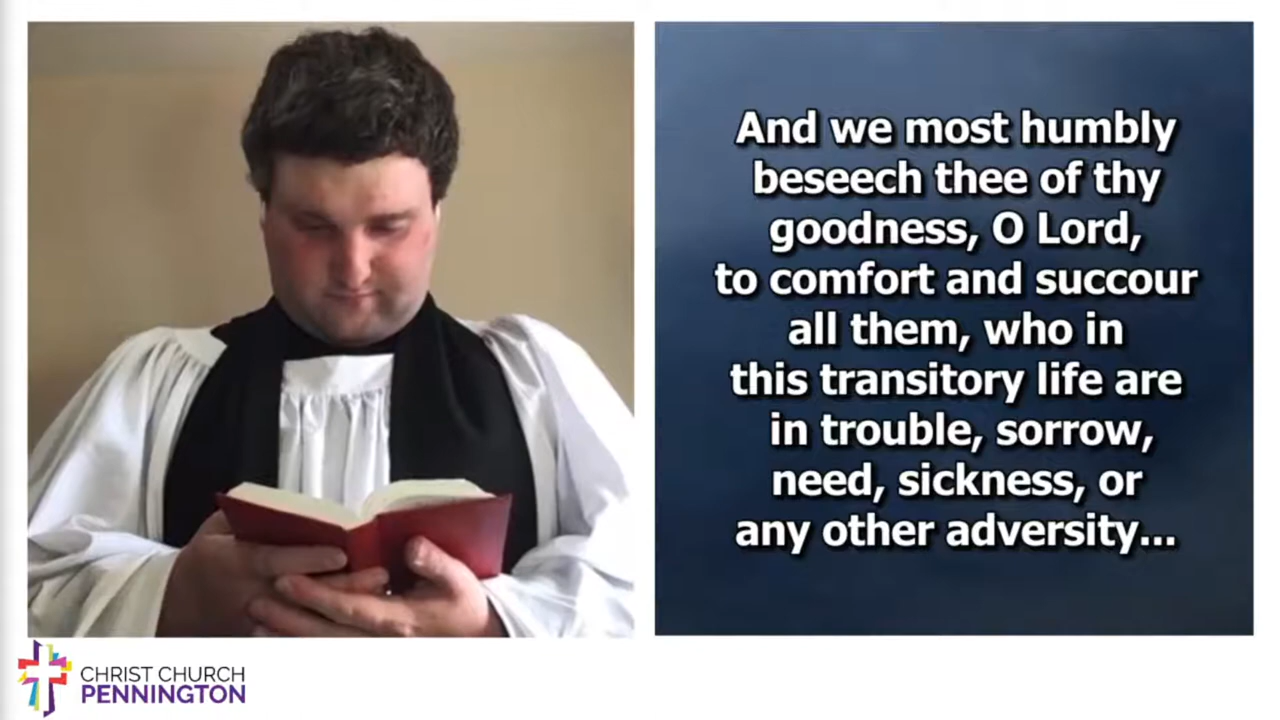 And we most humbly
beseech thee of thy
goodness, O Lord,
to comfort and succour
all them, who in
this transitory life are
in trouble, sorrow,
need, sickness, or
any other adversity...
CHRIST CHURCH
PENNINGTON